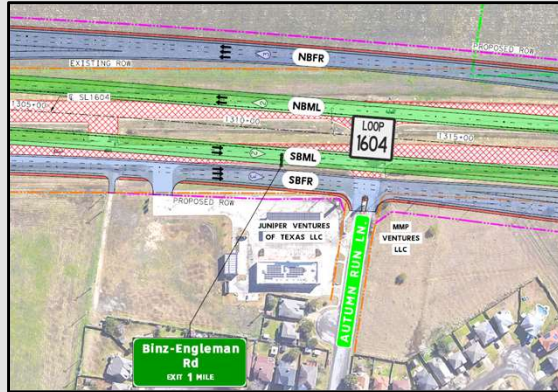 PROPOSED ROW
NBFR
EXISTING ROW
SL1604
1305+00
NBML
1310+00
LOOP
1604
1315+00
SBML
SBFR
PROPOSED ROW
JUNIPER VENTURES
OF TEXAS LLC
MMP
VENTURES
LLC
AUTUMN RUN LN
Binz-Engleman
Rd
EXIT 1 MILE